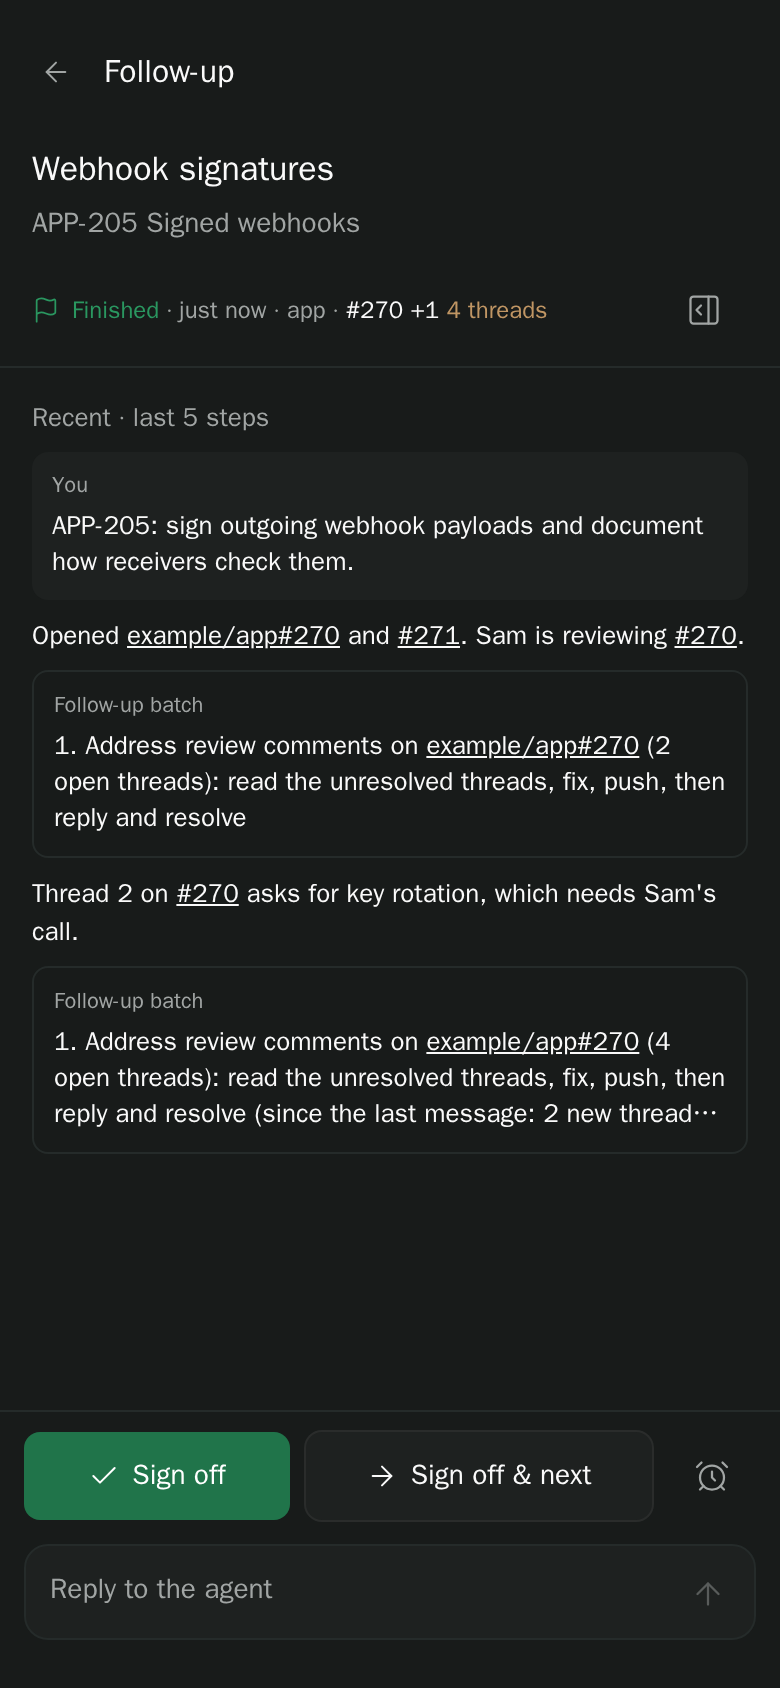 Follow-up
Webhook signatures
APP-205 Signed webhooks
Finished · just now · app · #270 +1 4 threads
Recent · last 5 steps
You
APP-205: sign outgoing webhook payloads and document
how receivers check them.
Opened example/app#270 and #271. Sam is reviewing #270.
Follow-up batch
1. Address review comments on example/app#270 (2
open threads): read the unresolved threads, fix, push, then
reply and resolve
Thread 2 on #270 asks for key rotation, which needs Sam's
call.
Follow-up batch
1. Address review comments on example/app#270 (4
open threads): read the unresolved threads, fix, push, then
reply and resolve (since the last message: 2 new thread…
Sign off
Sign off & next
Reply to the agent